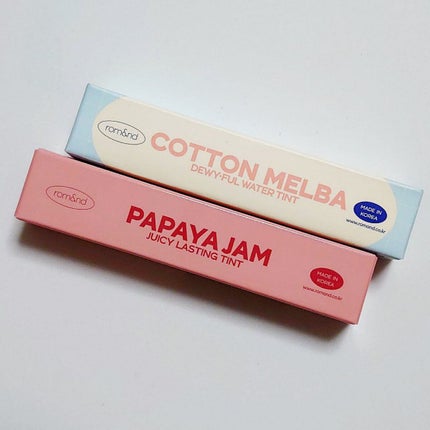 rom&nd
COTTON MELBA
DEWY·FUL WATER TINT
MADE IN
KOREA
www.romand.co.kr
rom&nd
PAPAYA JAM
JUICY LASTING TINT
MADE IN
KOREA
www.romand.co.kr